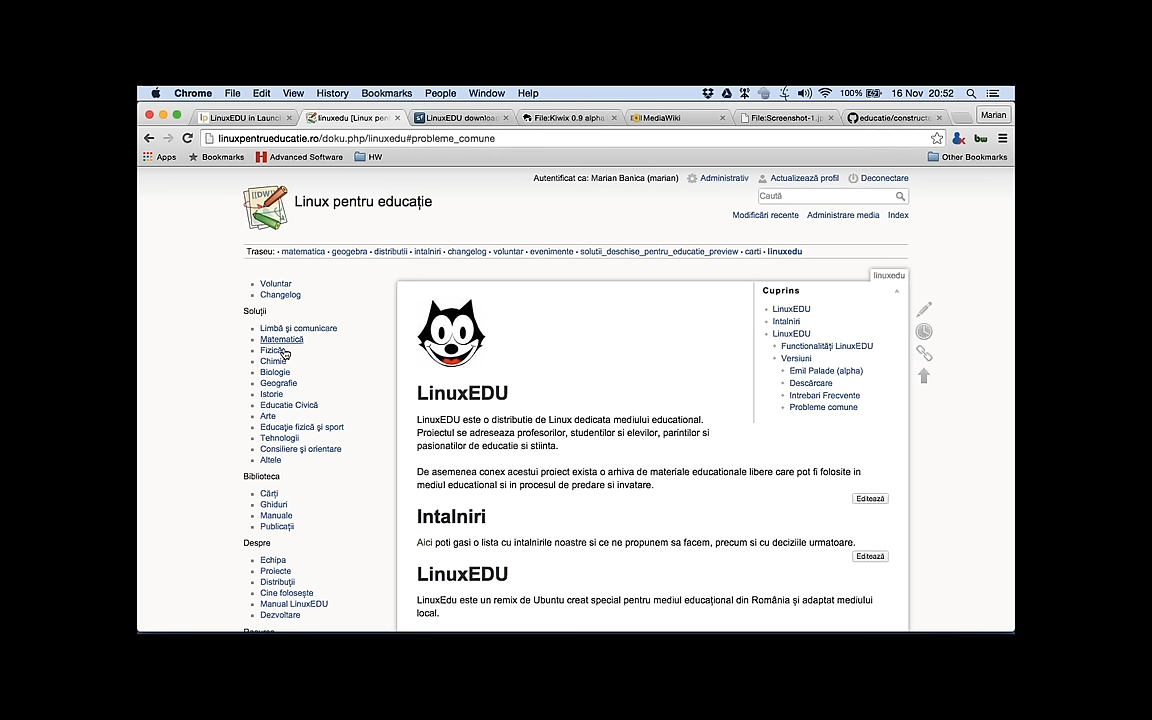 Chrome File Edit View History Bookmarks People Window Help 100% 16 Nov 20:52
LinuxEDU in Launc linuxedu [Linux pen LinuxEDU downloa File:Kiwix 0.9 alpha MediaWiki File:Screenshot-1.j educatie/construct Marian
linuxpentrueducatie.ro/doku.php/linuxedu#probleme_comune
Apps Bookmarks Advanced Software HW Other Bookmarks
Autentificat ca: Marian Banica (marian) Administrativ Actualizează profil Deconectare
Linux pentru educație
Caută
Modificări recente Administrare media Index
Traseu: • matematica • geogebra • distributii • intalniri • changelog • voluntar • evenimente • solutii_deschise_pentru_educatie_preview • carti • linuxedu
linuxedu
Voluntar
Changelog
Soluții
Limbă și comunicare
Matematică
Fizică
Chimie
Biologie
Geografie
Istorie
Educatie Civică
Arte
Educație fizică și sport
Tehnologii
Consiliere și orientare
Altele
Biblioteca
Cărți
Ghiduri
Manuale
Publicații
Despre
Echipa
Proiecte
Distribuții
Cine folosește
Manual LinuxEDU
Dezvoltare
Cuprins
LinuxEDU
Intalniri
LinuxEDU
Functionalități LinuxEDU
Versiuni
Emil Palade (alpha)
Descărcare
Intrebari Frecvente
Probleme comune
LinuxEDU
LinuxEDU este o distributie de Linux dedicata mediului educational.
Proiectul se adreseaza profesorilor, studentilor si elevilor, parintilor si
pasionatilor de educatie si stiinta.
De asemenea conex acestui proiect exista o arhiva de materiale educationale libere care pot fi folosite in
mediul educational si in procesul de predare si invatare.
Editează
Intalniri
Aici poti gasi o lista cu intalnirile noastre si ce ne propunem sa facem, precum si cu deciziile urmatoare.
Editează
LinuxEDU
LinuxEdu este un remix de Ubuntu creat special pentru mediul educațional din România și adaptat mediului
local.